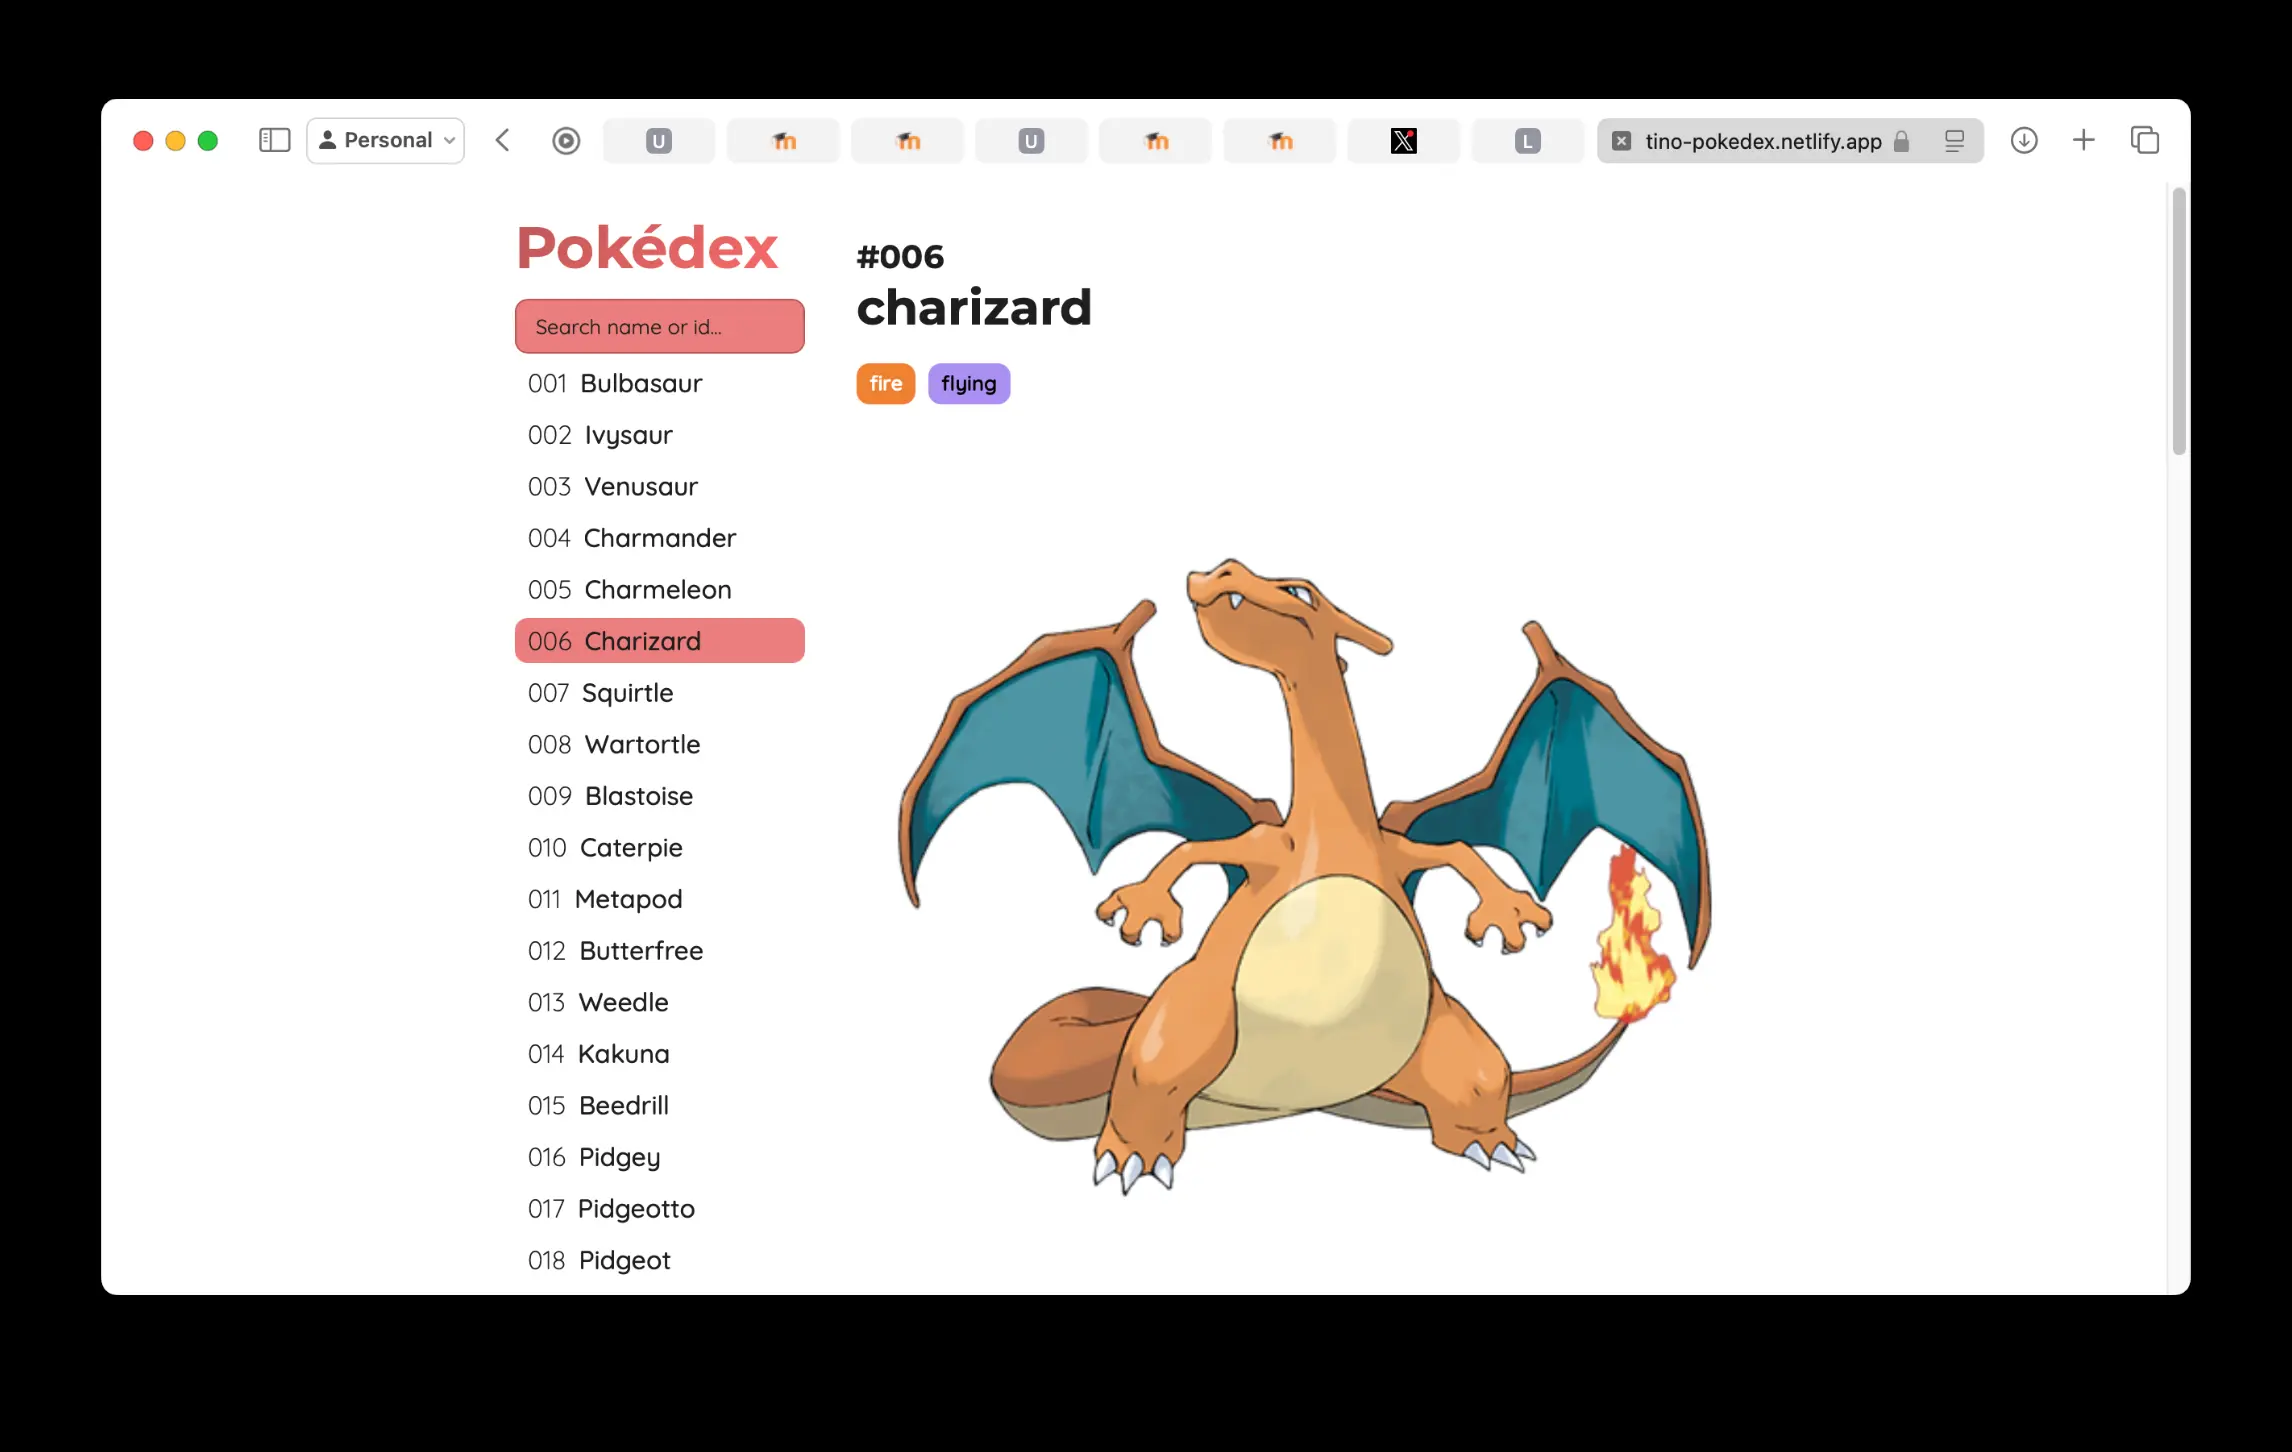 Personal
U
m
m
U
m
m
X
L
tino-pokedex.netlify.app
Pokédex
Search name or id...
001 Bulbasaur
002 Ivysaur
003 Venusaur
004 Charmander
005 Charmeleon
006 Charizard
007 Squirtle
008 Wartortle
009 Blastoise
010 Caterpie
011 Metapod
012 Butterfree
013 Weedle
014 Kakuna
015 Beedrill
016 Pidgey
017 Pidgeotto
018 Pidgeot
#006
charizard
fire
flying